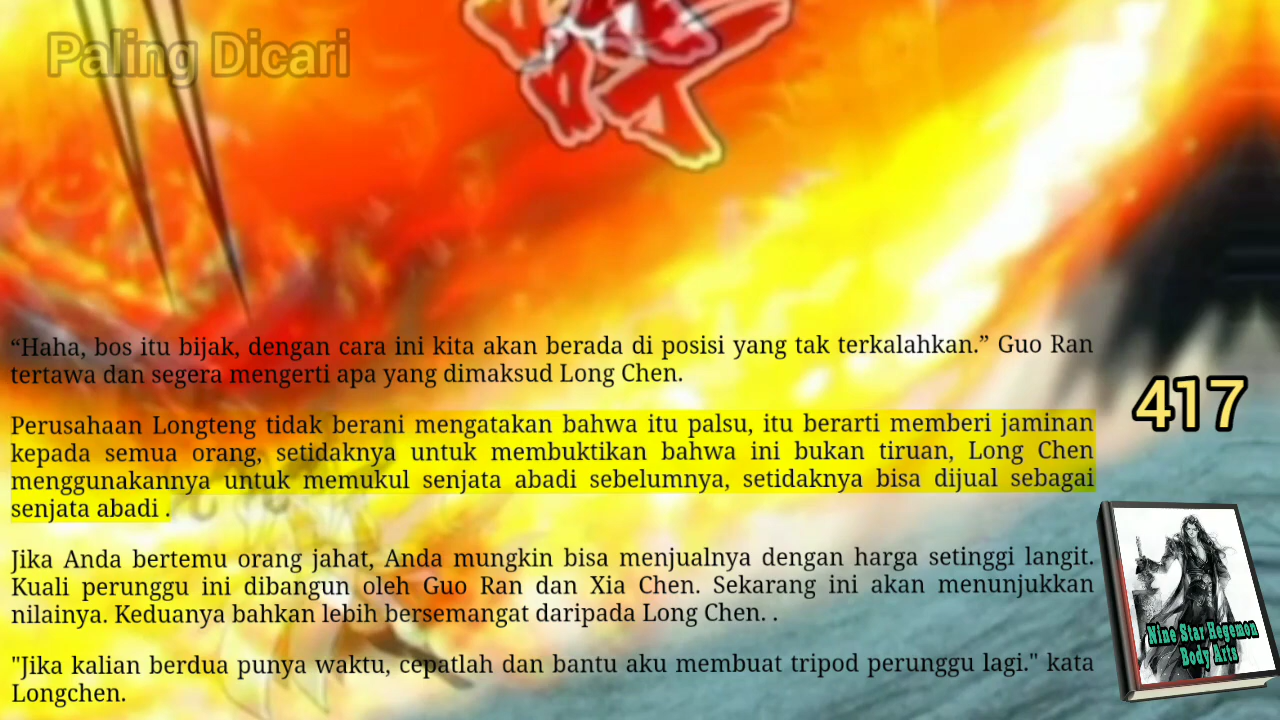 Paling Dicari
“Haha, bos itu bijak, dengan cara ini kita akan berada di posisi yang tak terkalahkan.” Guo Ran
tertawa dan segera mengerti apa yang dimaksud Long Chen.
Perusahaan Longteng tidak berani mengatakan bahwa itu palsu, itu berarti memberi jaminan
kepada semua orang, setidaknya untuk membuktikan bahwa ini bukan tiruan, Long Chen
menggunakannya untuk memukul senjata abadi sebelumnya, setidaknya bisa dijual sebagai
senjata abadi .
417
Jika Anda bertemu orang jahat, Anda mungkin bisa menjualnya dengan harga setinggi langit.
Kuali perunggu ini dibangun oleh Guo Ran dan Xia Chen. Sekarang ini akan menunjukkan
nilainya. Keduanya bahkan lebih bersemangat daripada Long Chen. .
"Jika kalian berdua punya waktu, cepatlah dan bantu aku membuat tripod perunggu lagi." kata
Longchen.
Nine Star Hegemon
Body Arts